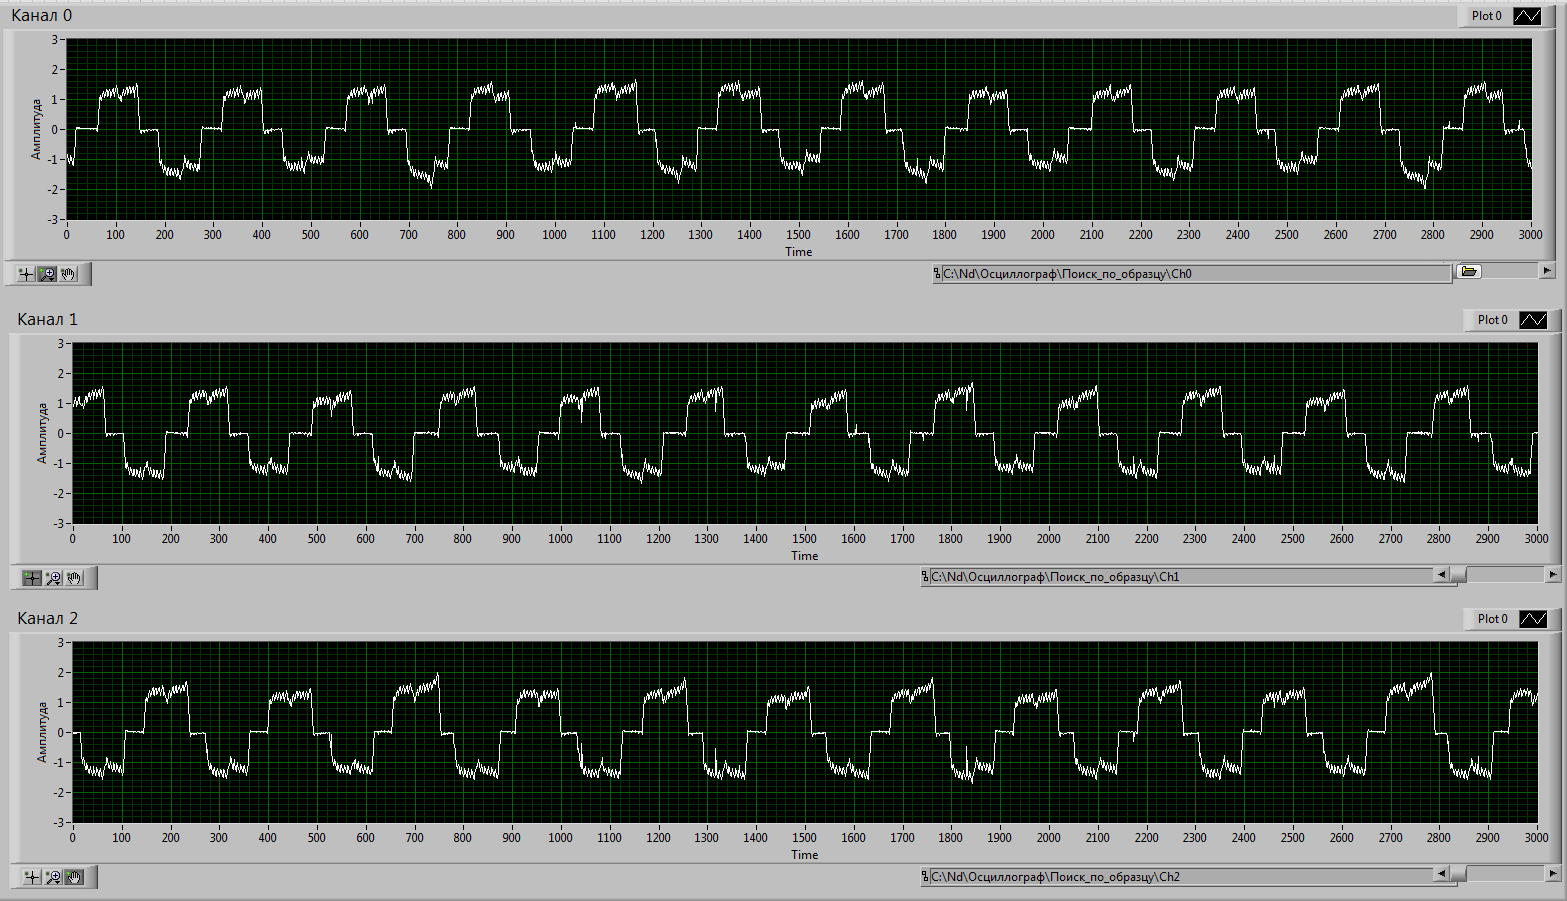 Канал 0
Plot 0
3
2
1
0
-1
-2
-3
Амплитуда
0 100 200 300 400 500 600 700 800 900 1000 1100 1200 1300 1400 1500 1600 1700 1800 1900 2000 2100 2200 2300 2400 2500 2600 2700 2800 2900 3000
Time
C:\Nd\Осциллограф\Поиск_по_образцу\Ch0
Канал 1
Plot 0
3
2
1
0
-1
-2
-3
Амплитуда
0 100 200 300 400 500 600 700 800 900 1000 1100 1200 1300 1400 1500 1600 1700 1800 1900 2000 2100 2200 2300 2400 2500 2600 2700 2800 2900 3000
Time
C:\Nd\Осциллограф\Поиск_по_образцу\Ch1
Канал 2
Plot 0
3
2
1
0
-1
-2
-3
Амплитуда
0 100 200 300 400 500 600 700 800 900 1000 1100 1200 1300 1400 1500 1600 1700 1800 1900 2000 2100 2200 2300 2400 2500 2600 2700 2800 2900 3000
Time
C:\Nd\Осциллограф\Поиск_по_образцу\Ch2